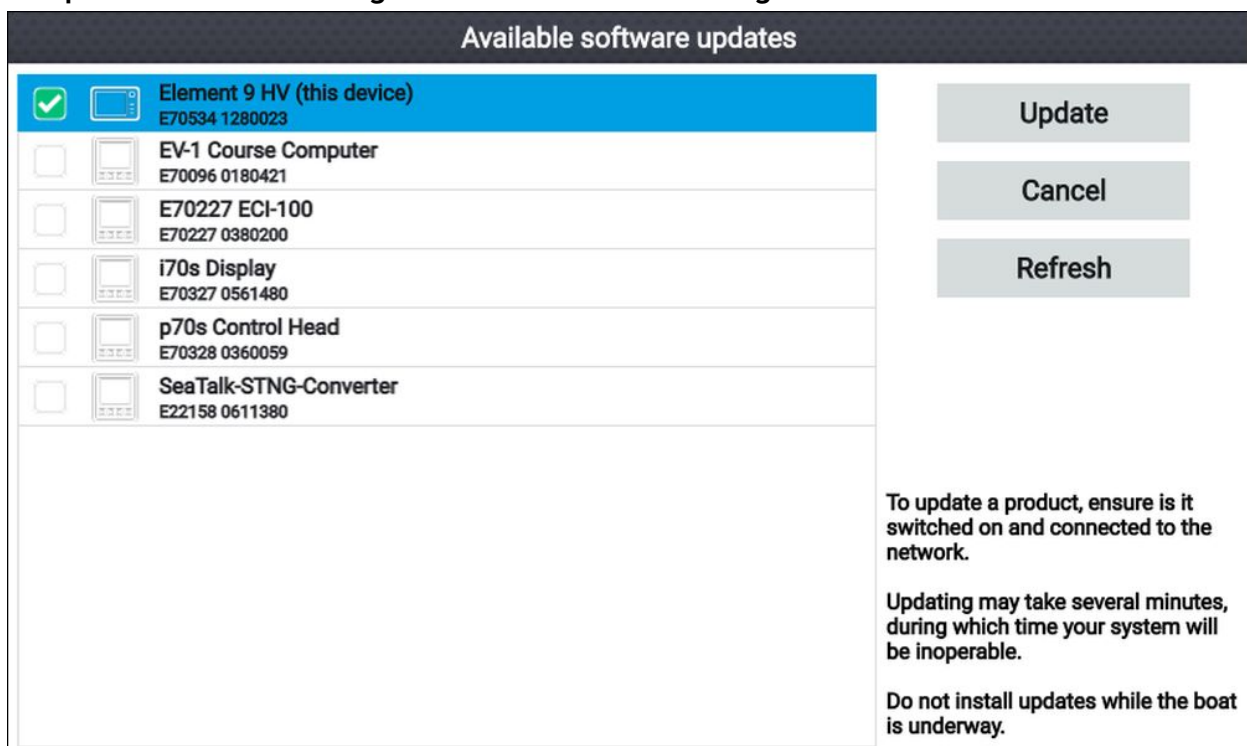 Available software updates
Element 9 HV (this device)
E70534 1280023
EV-1 Course Computer
E70096 0180421
E70227 ECI-100
E70227 0380200
i70s Display
E70327 0561480
p70s Control Head
E70328 0360059
SeaTalk-STNG-Converter
E22158 0611380
Update
Cancel
Refresh
To update a product, ensure is it
switched on and connected to the
network.
Updating may take several minutes,
during which time your system will
be inoperable.
Do not install updates while the boat
is underway.